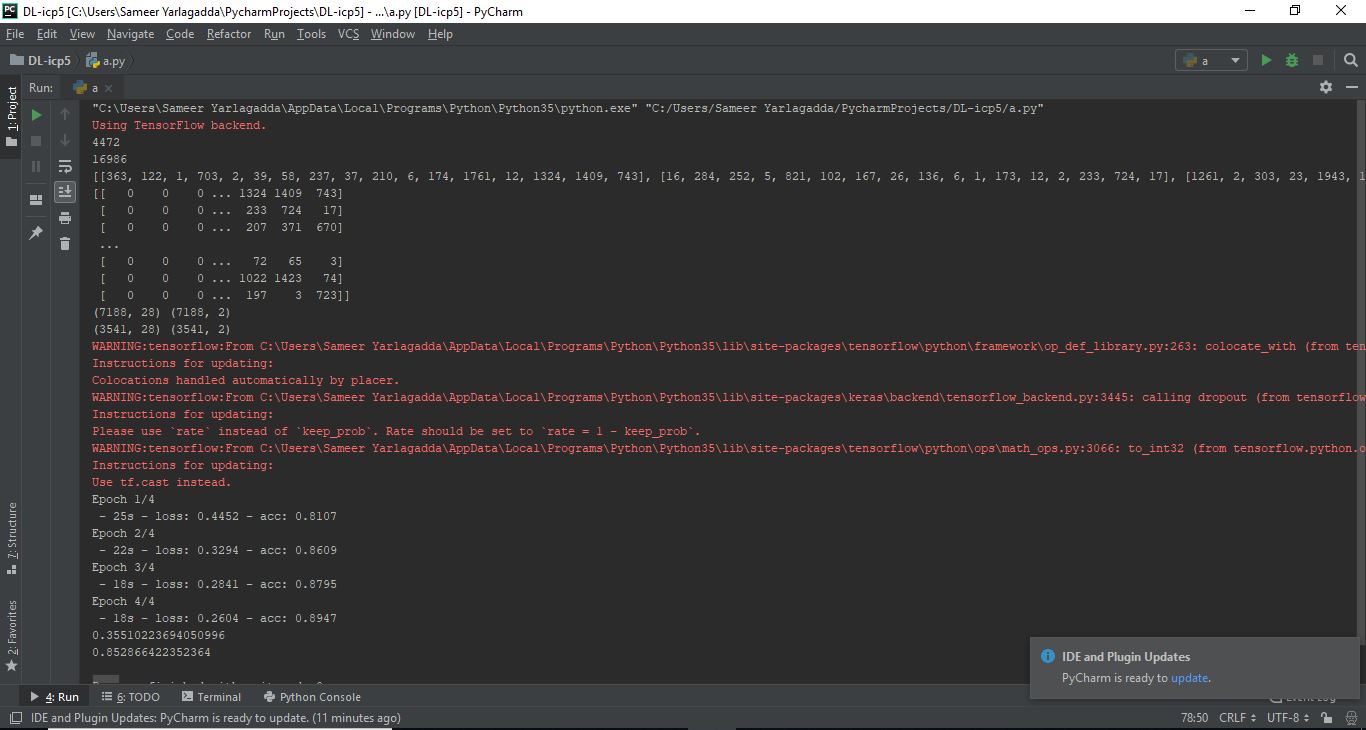 DL-icp5 [C:\Users\Sameer Yarlagadda\PycharmProjects\DL-icp5] - ...\a.py [DL-icp5] - PyCharm
File Edit View Navigate Code Refactor Run Tools VCS Window Help
DL-icp5 a.py
a
Run: a
1: Project
"C:\Users\Sameer Yarlagadda\AppData\Local\Programs\Python\Python35\python.exe" "C:/Users/Sameer Yarlagadda/PycharmProjects/DL-icp5/a.py"
Using TensorFlow backend.
4472
16986
[[363, 122, 1, 703, 2, 39, 58, 237, 37, 210, 6, 174, 1761, 12, 1324, 1409, 743], [16, 284, 252, 5, 821, 102, 167, 26, 136, 6, 1, 173, 12, 2, 233, 724, 17], [1261, 2, 303, 23, 1943, 1
[[ 0 0 0 ... 1324 1409 743]
[ 0 0 0 ... 233 724 17]
[ 0 0 0 ... 207 371 670]
...
[ 0 0 0 ... 72 65 3]
[ 0 0 0 ... 1022 1423 74]
[ 0 0 0 ... 197 3 723]]
(7188, 28) (7188, 2)
(3541, 28) (3541, 2)
WARNING:tensorflow:From C:\Users\Sameer Yarlagadda\AppData\Local\Programs\Python\Python35\lib\site-packages\tensorflow\python\framework\op_def_library.py:263: colocate_with (from ten
Instructions for updating:
Colocations handled automatically by placer.
WARNING:tensorflow:From C:\Users\Sameer Yarlagadda\AppData\Local\Programs\Python\Python35\lib\site-packages\keras\backend\tensorflow_backend.py:3445: calling dropout (from tensorflow
Instructions for updating:
Please use `rate` instead of `keep_prob`. Rate should be set to `rate = 1 - keep_prob`.
WARNING:tensorflow:From C:\Users\Sameer Yarlagadda\AppData\Local\Programs\Python\Python35\lib\site-packages\tensorflow\python\ops\math_ops.py:3066: to_int32 (from tensorflow.python.o
Instructions for updating:
Use tf.cast instead.
Epoch 1/4
- 25s - loss: 0.4452 - acc: 0.8107
Epoch 2/4
- 22s - loss: 0.3294 - acc: 0.8609
Epoch 3/4
- 18s - loss: 0.2841 - acc: 0.8795
Epoch 4/4
- 18s - loss: 0.2604 - acc: 0.8947
0.35510223694050996
0.852866422352364
7: Structure
2: Favorites
IDE and Plugin Updates
PyCharm is ready to update.
4: Run 6: TODO Terminal Python Console
IDE and Plugin Updates: PyCharm is ready to update. (11 minutes ago)
78:50 CRLF UTF-8